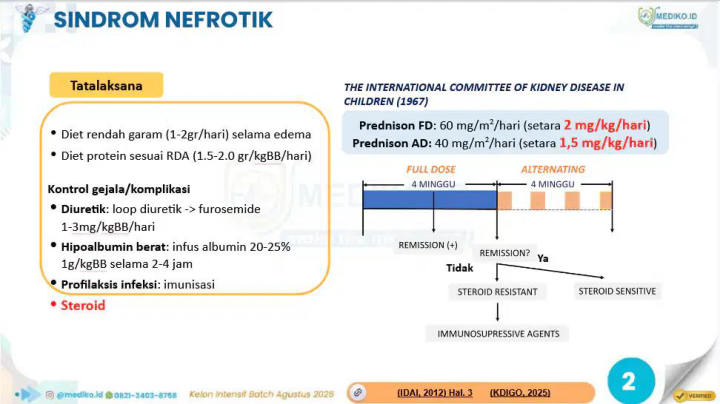 SINDROM NEFROTIK
MEDIKO.ID
Tatalaksana
• Diet rendah garam (1-2gr/hari) selama edema
• Diet protein sesuai RDA (1.5-2.0 gr/kgBB/hari)
Kontrol gejala/komplikasi
• Diuretik: loop diuretik -> furosemide
1-3mg/kgBB/hari
• Hipoalbumin berat: infus albumin 20-25%
1g/kgBB selama 2-4 jam
• Profilaksis infeksi: imunisasi
• Steroid
THE INTERNATIONAL COMMITTEE OF KIDNEY DISEASE IN
CHILDREN (1967)
Prednison FD: 60 mg/m²/hari (setara 2 mg/kg/hari)
Prednison AD: 40 mg/m²/hari (setara 1,5 mg/kg/hari)
FULL DOSE ALTERNATING
4 MINGGU 4 MINGGU
REMISSION (+)
REMISSION?
Tidak Ya
STEROID RESISTANT STEROID SENSITIVE
IMMUNOSUPRESSIVE AGENTS
@mediko.id 0821-3403-8768 Kelon Intensif Batch Agustus 2026
(IDAI, 2012) Hal. 3 (KDIGO, 2025)
2
VERIFIED